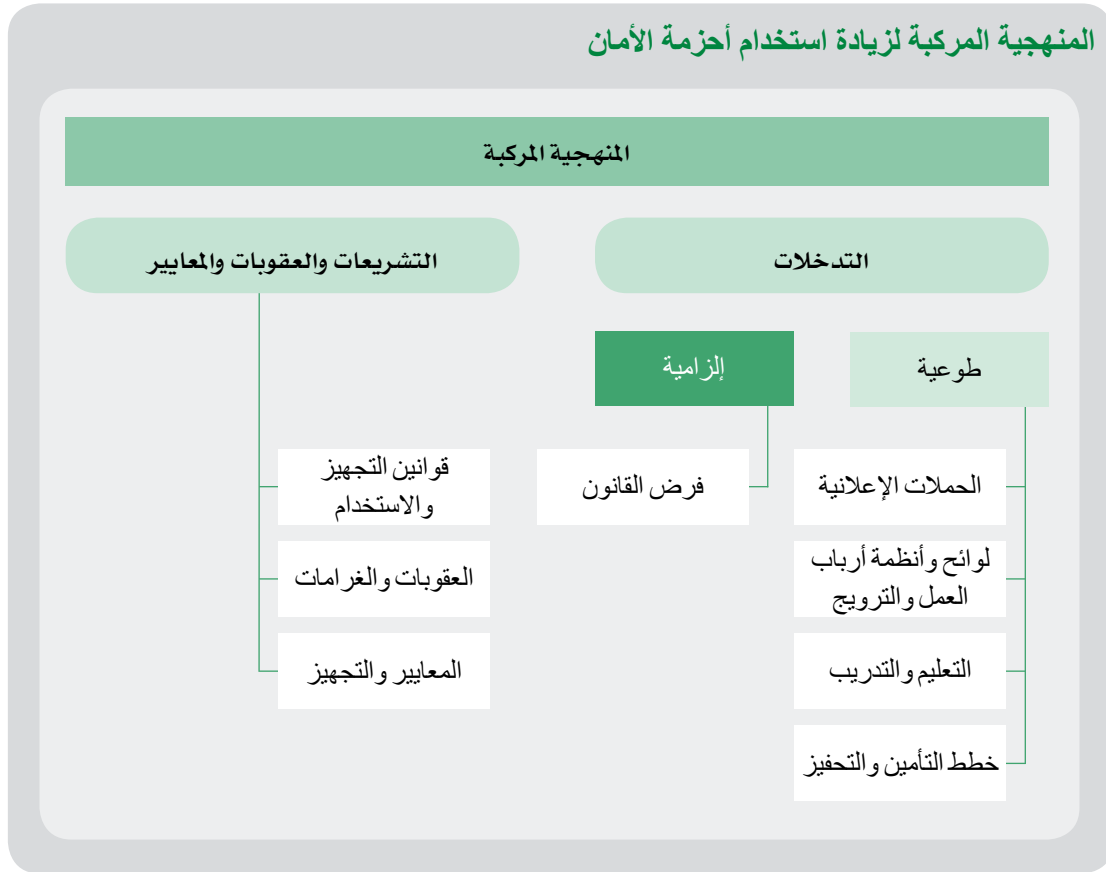 المنهجية المركبة لزيادة استخدام أحزمة الأمان
المنهجية المركبة
التدخلات
التشريعات والعقوبات والمعايير
طوعية
إلزامية
الحملات الإعلانية
فرض القانون
قوانين التجهيز
والاستخدام
لوائح وأنظمة أرباب
العمل والترويج
العقوبات والغرامات
التعليم والتدريب
المعايير والتجهيز
خطط التأمين والتحفيز